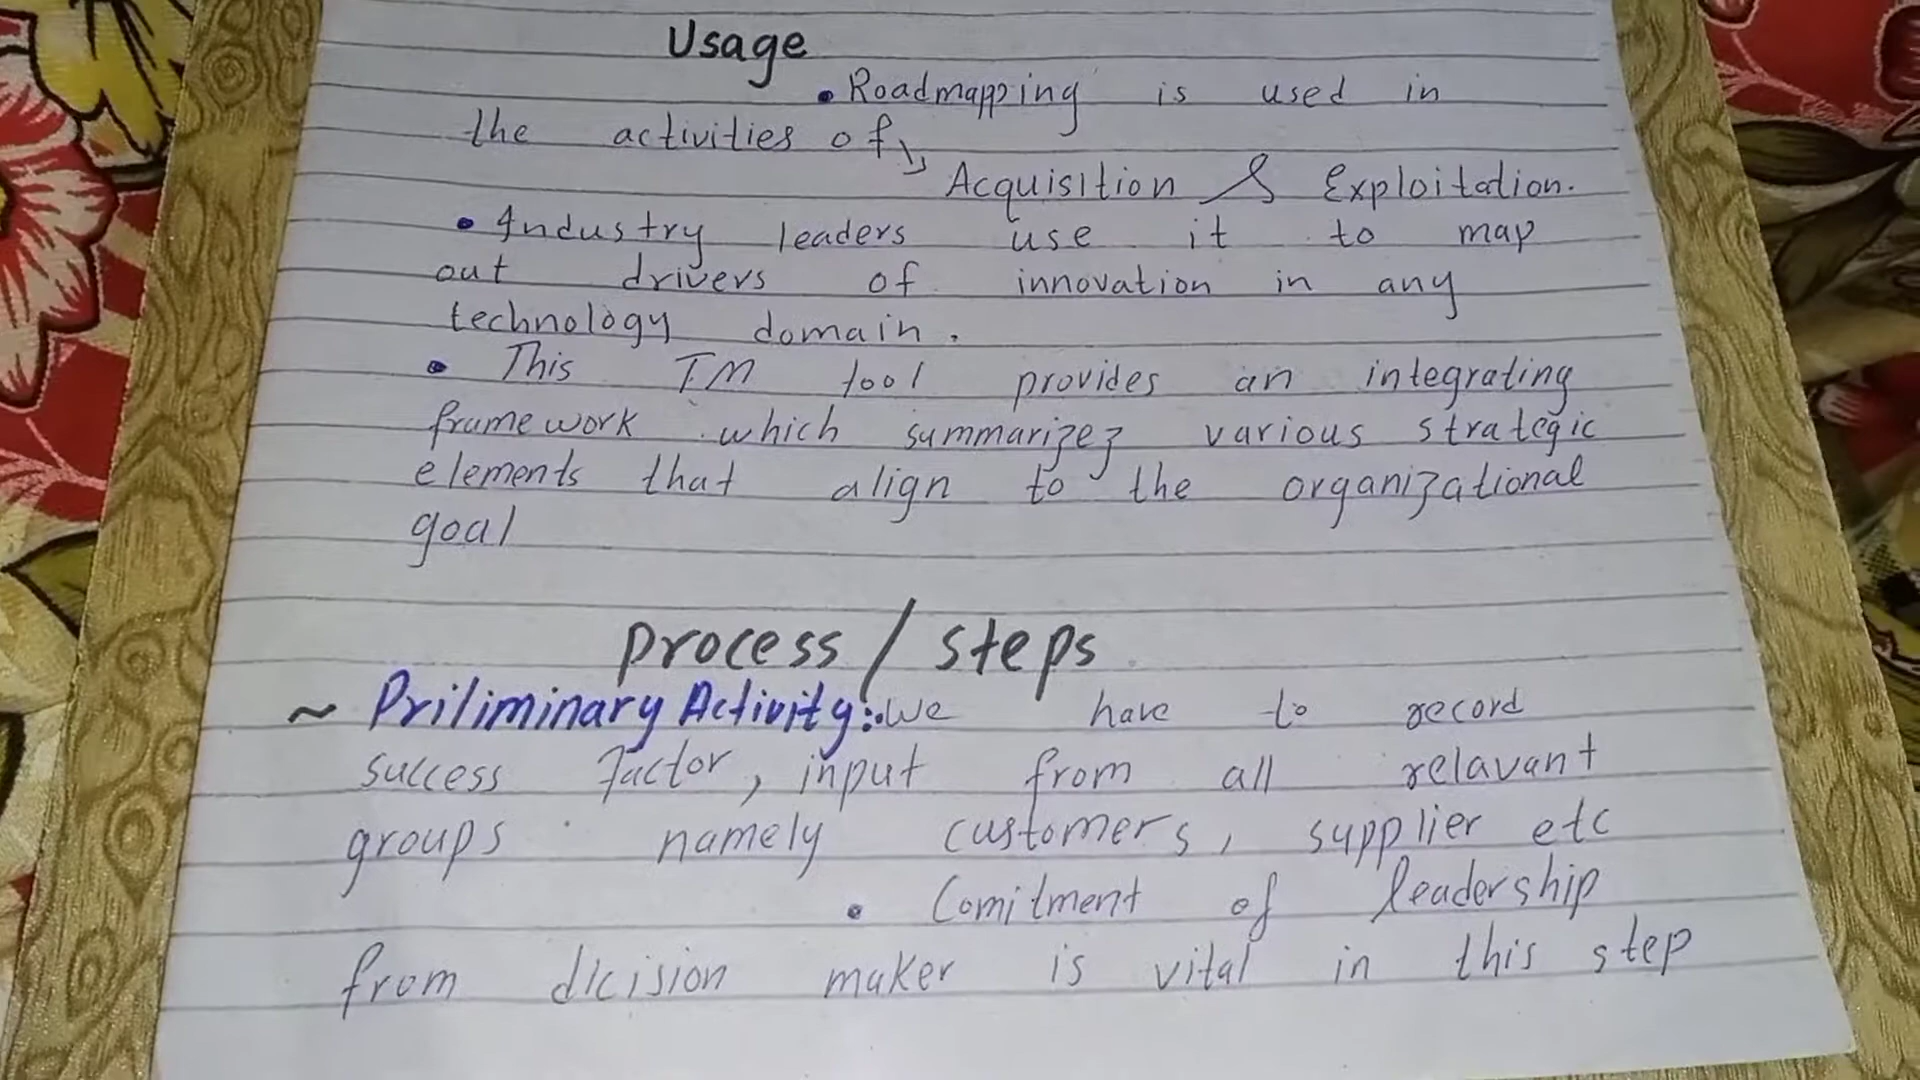 Usage
• Roadmapping is used in
the activities of ↘
Acquisition & Exploitation.
• Industry leaders use it to map
out drivers of innovation in any
technology domain.
• This TM tool provides an integrating
framework which summarizez various strategic
elements that align to the organizational
goal
process / steps
~ Priliminary Activity:. We have to record
success factor, input from all relavant
groups namely customers, supplier etc
• Comitment of leadership
from dicision maker is vital in this step